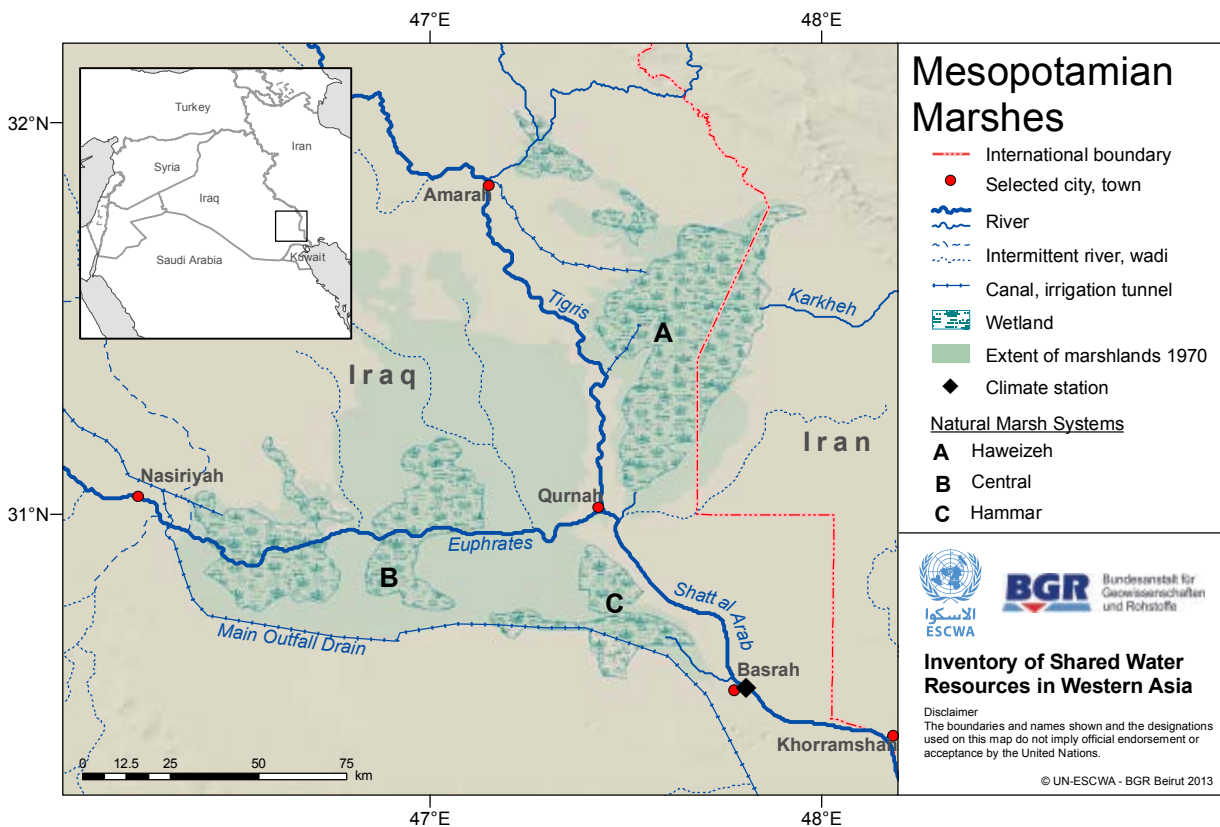 47°E
48°E
32°N
31°N
47°E
48°E
Turkey
Syria
Iran
Iraq
Saudi Arabia
Kuwait
Amarah
Tigris
Karkheh
A
Iraq
Iran
Nasiriyah
Qurnah
Euphrates
B
C
Shatt al Arab
Main Outfall Drain
Basrah
Khorramshahr
0 12.5 25 50 75
km
Mesopotamian
Marshes
International boundary
Selected city, town
River
Intermittent river, wadi
Canal, irrigation tunnel
Wetland
Extent of marshlands 1970
Climate station
Natural Marsh Systems
A Haweizeh
B Central
C Hammar
الاسكوا
ESCWA
BGR
Bundesanstalt für
Geowissenschaften
und Rohstoffe
Inventory of Shared Water
Resources in Western Asia
Disclaimer
The boundaries and names shown and the designations
used on this map do not imply official endorsement or
acceptance by the United Nations.
© UN-ESCWA - BGR Beirut 2013